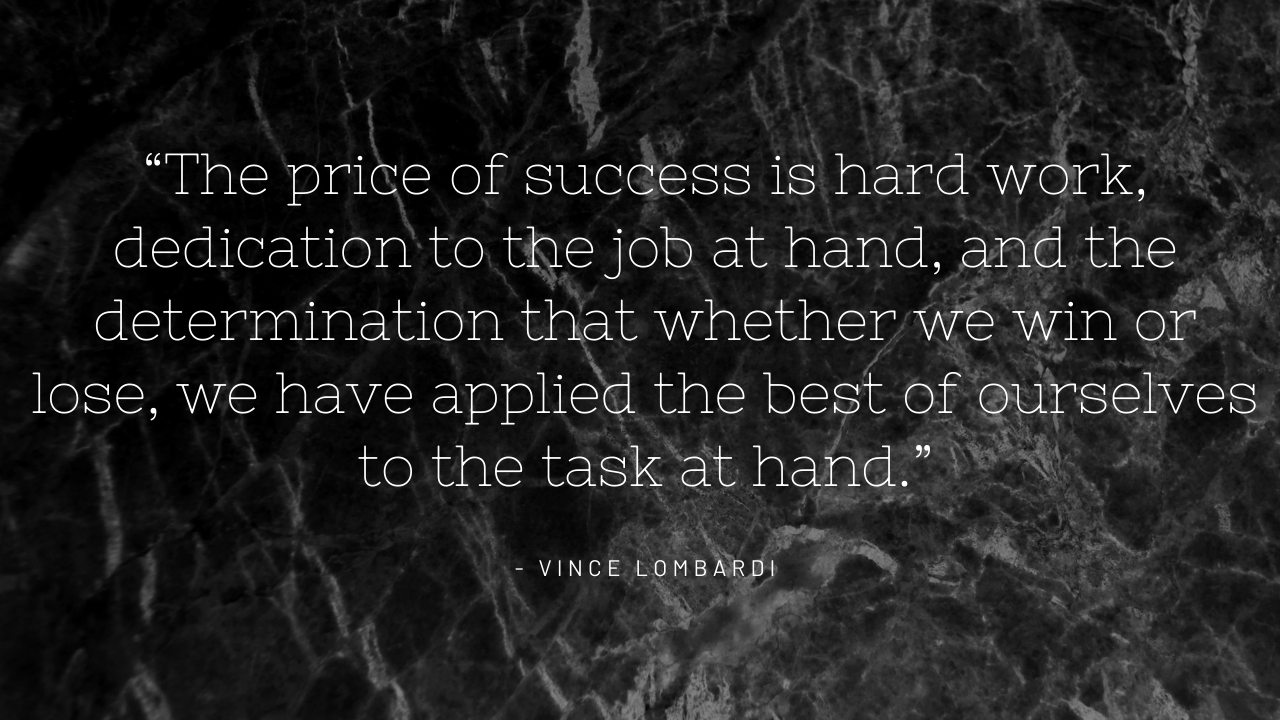 “The price of success is hard work,
dedication to the job at hand, and the
determination that whether we win or
lose, we have applied the best of ourselves
to the task at hand.”
- VINCE LOMBARDI